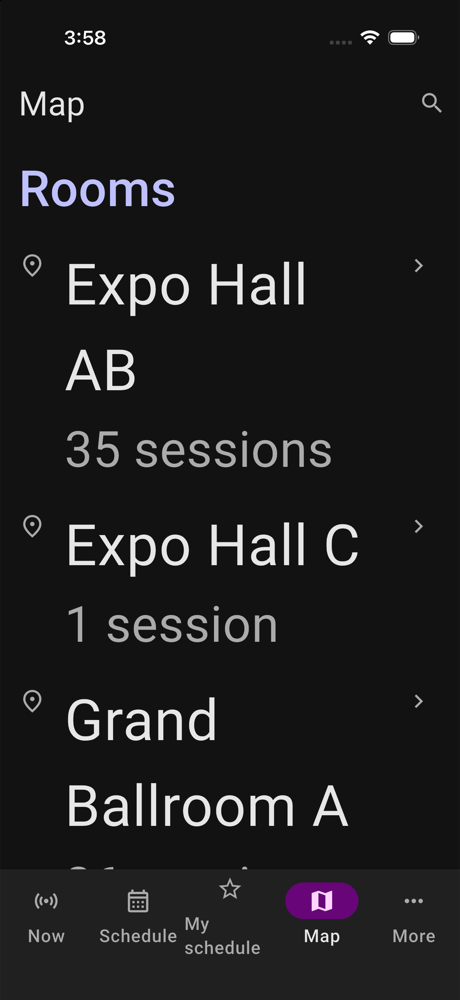 3:58
Map
Rooms
Expo Hall
AB
35 sessions
Expo Hall C
1 session
Grand
Ballroom A
Now
Schedule
My
schedule
Map
More